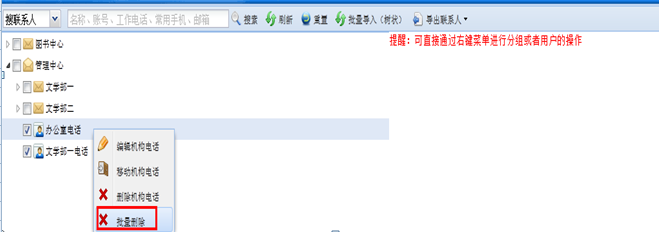 搜联系人 名称、账号、工作电话、常用手机、邮箱 搜索 刷新 重置 批量导入（树状） 导出联系人
提醒：可直接通过右键菜单进行分组或者用户的操作
图书中心
管理中心
文学部一
文学部二
办公室电话
文学部一电话
编辑机构电话
移动机构电话
删除机构电话
批量删除